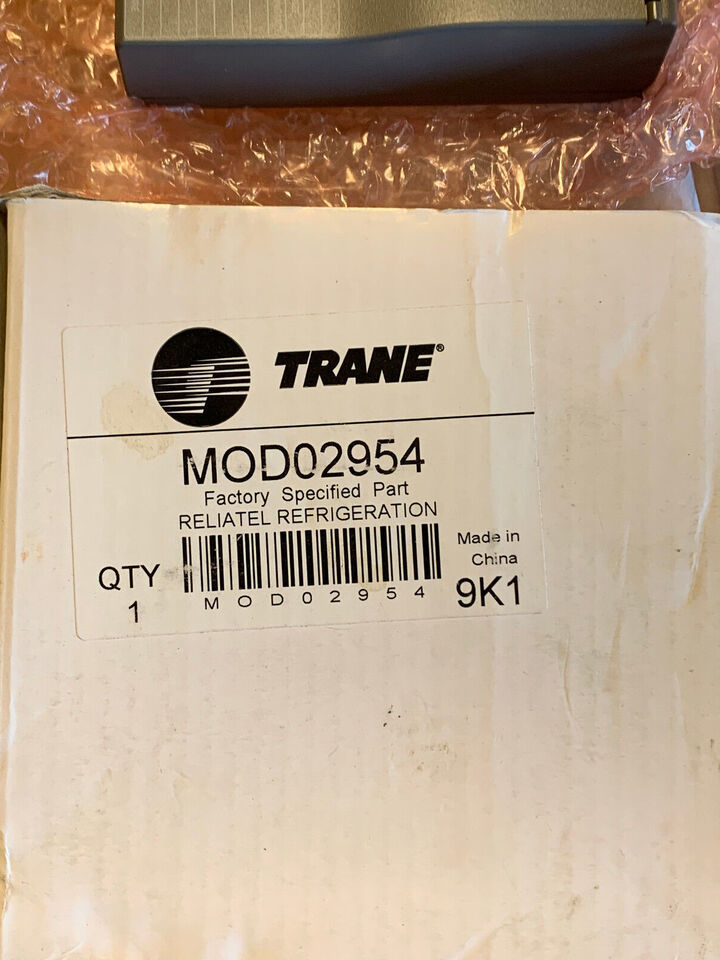 TRANE®
MOD02954
Factory Specified Part
RELIATEL REFRIGERATION
QTY
1
MOD02954
Made in
China
9K1